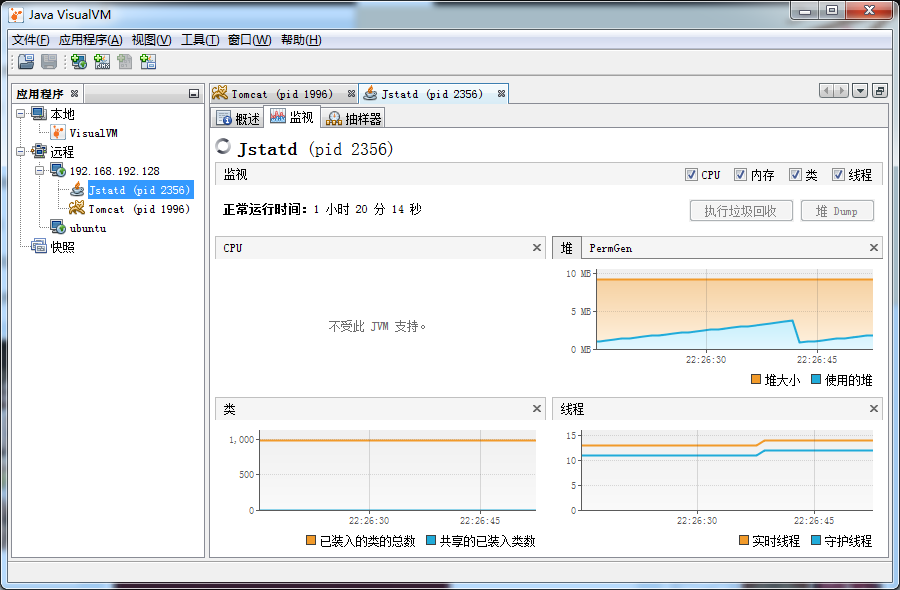 Java VisualVM
文件(F) 应用程序(A) 视图(V) 工具(T) 窗口(W) 帮助(H)
应用程序
本地
VisualVM
远程
192.168.192.128
Jstatd (pid 2356)
Tomcat (pid 1996)
ubuntu
快照
Tomcat (pid 1996) Jstatd (pid 2356)
概述 监视 抽样器
Jstatd (pid 2356)
监视 CPU 内存 类 线程
正常运行时间: 1 小时 20 分 14 秒
执行垃圾回收 堆 Dump
CPU
不受此 JVM 支持。
堆 PermGen
10 MB
5 MB
0 MB
22:26:30 22:26:45
堆大小 使用的堆
类
1,000
500
0
22:26:30 22:26:45
已装入的类的总数 共享的已装入类数
线程
15
10
5
0
22:26:30 22:26:45
实时线程 守护线程